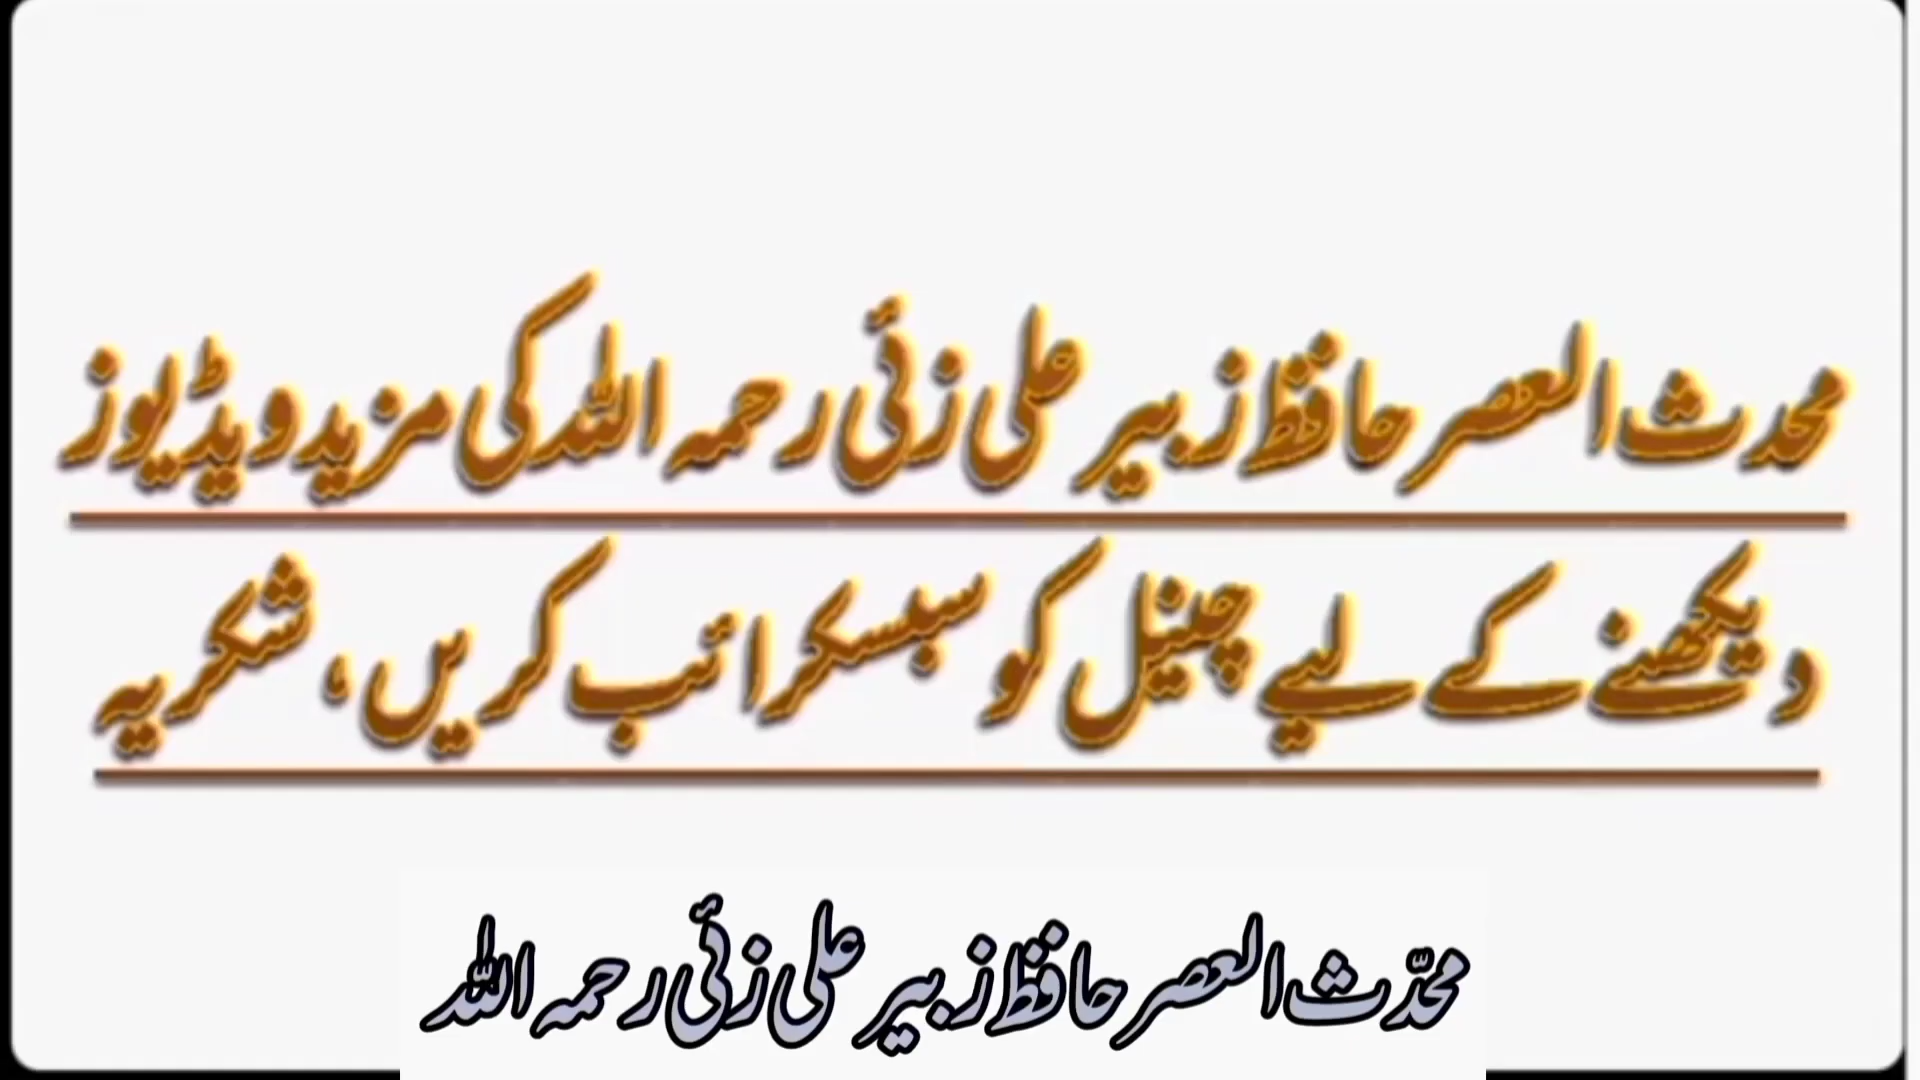 محدث العصر حافظ زبیر علی زئی رحمہ اللہ کی مزید ویڈیوز
دیکھنے کے لیے چینیل کو سبسکرائب کریں، شکریہ
محدّث العصر حافظ زبیر علی زئی رحمہ اللہ